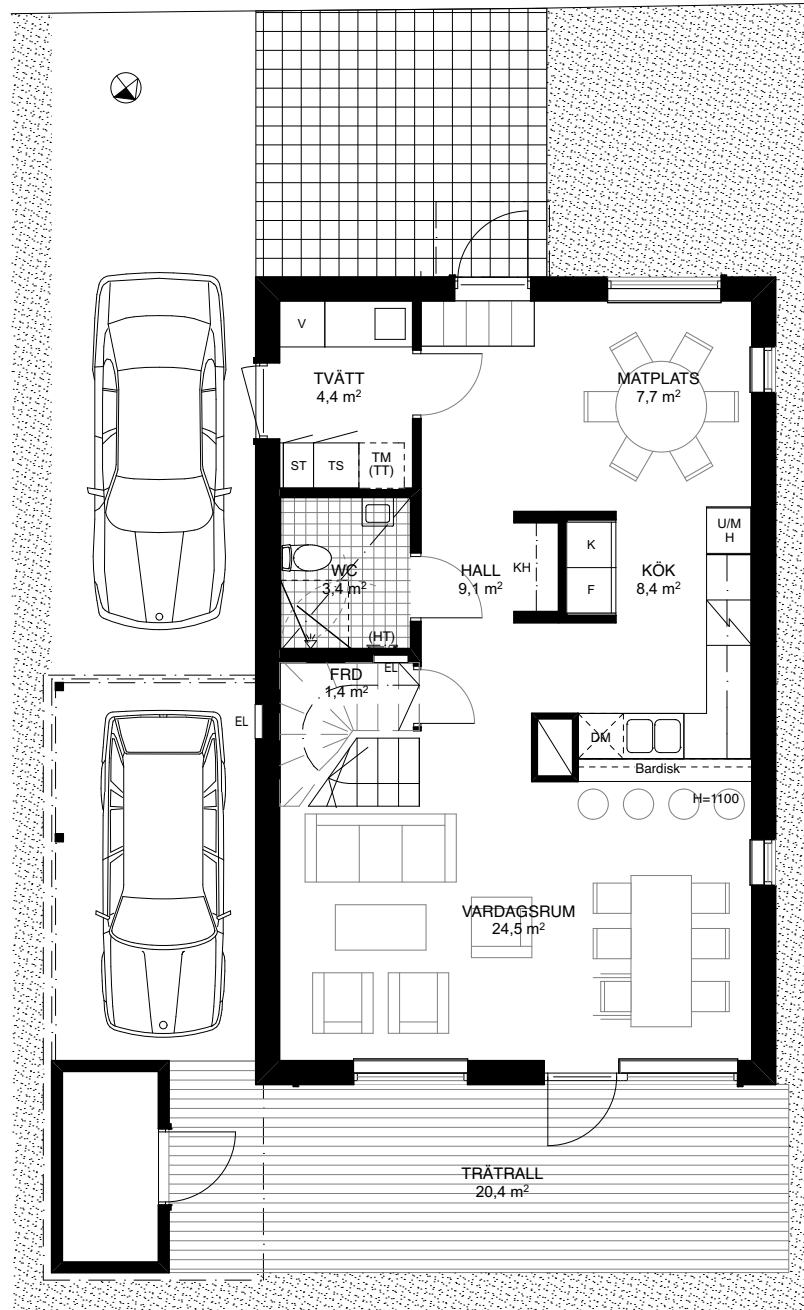 V
TVÄTT
4,4 m²
MATPLATS
7,7 m²
ST
TS
TM
(TT)
U/M
H
K
F
KH
WC
3,4 m²
HALL
9,1 m²
KÖK
8,4 m²
(HT)
EL
FRD
1,4 m²
EL
DM
Bardisk
H=1100
VARDAGSRUM
24,5 m²
TRÄTRALL
20,4 m²